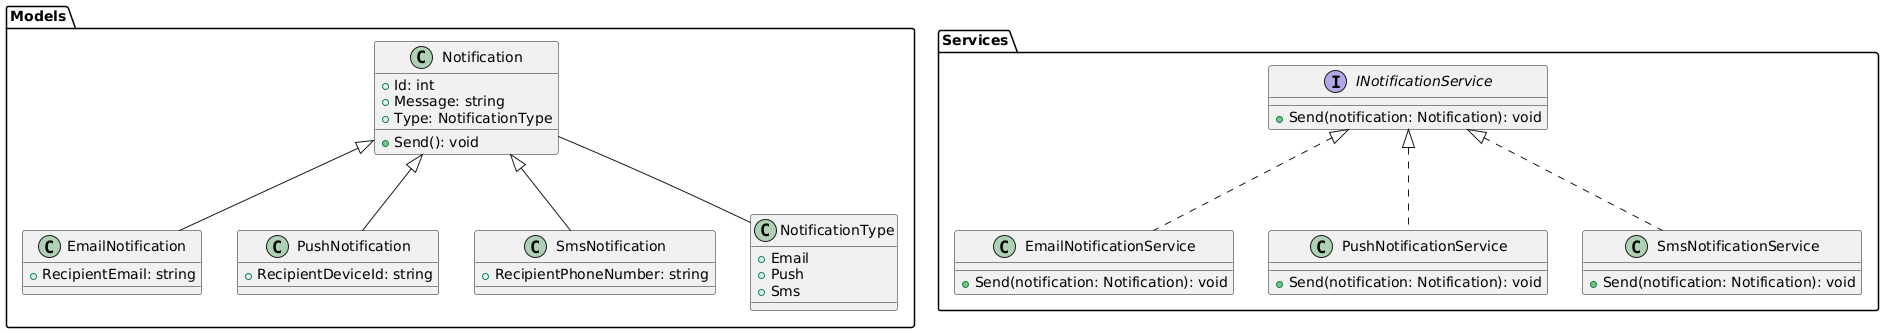 Models
C Notification
Id: int
Message: string
Type: NotificationType
Send(): void
C EmailNotification
RecipientEmail: string
C PushNotification
RecipientDeviceId: string
C SmsNotification
RecipientPhoneNumber: string
C NotificationType
Email
Push
Sms
Services
I INotificationService
Send(notification: Notification): void
C EmailNotificationService
Send(notification: Notification): void
C PushNotificationService
Send(notification: Notification): void
C SmsNotificationService
Send(notification: Notification): void